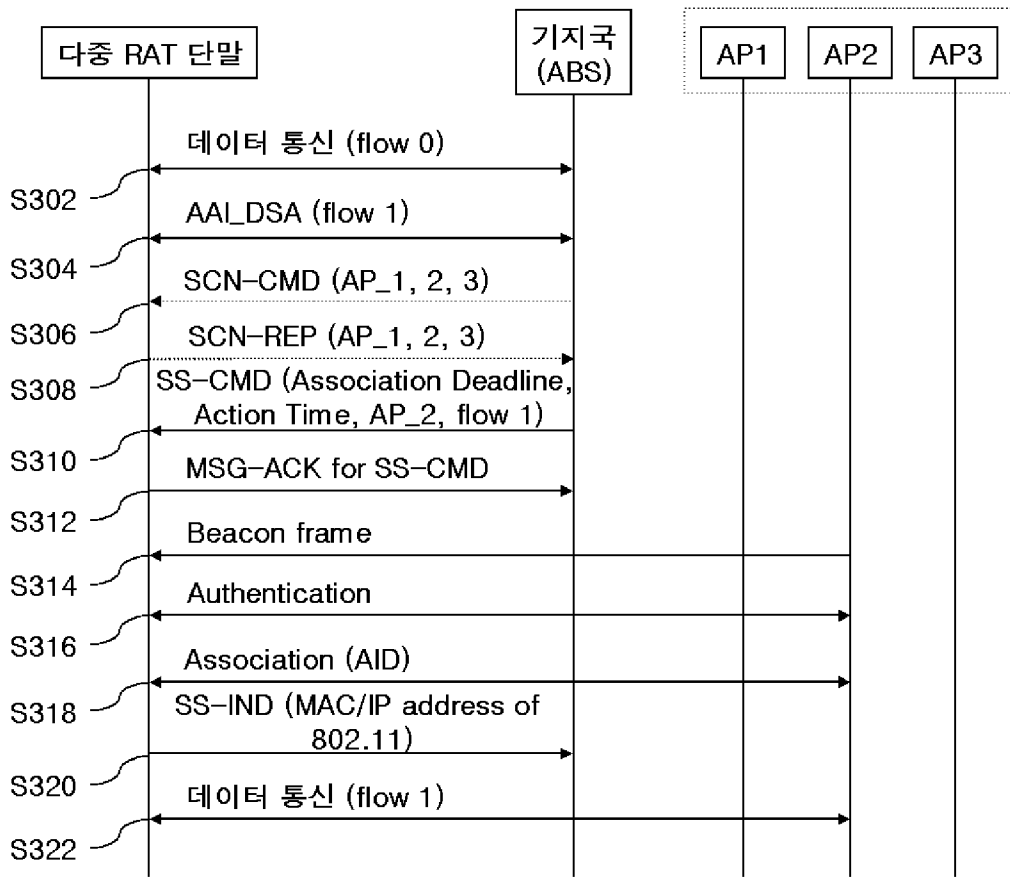 다중 RAT 단말
기지국
(ABS)
AP1
AP2
AP3
데이터 통신 (flow 0)
S302
AAI_DSA (flow 1)
S304
SCN-CMD (AP_1, 2, 3)
S306
SCN-REP (AP_1, 2, 3)
S308
SS-CMD (Association Deadline,
Action Time, AP_2, flow 1)
S310
MSG-ACK for SS-CMD
S312
Beacon frame
S314
Authentication
S316
Association (AID)
S318
SS-IND (MAC/IP address of
802.11)
S320
데이터 통신 (flow 1)
S322